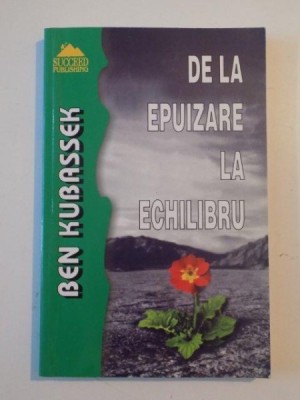 SUCCEED
PUBLISHING
DE LA
EPUIZARE
LA
ECHILIBRU
BEN KUBASSEK